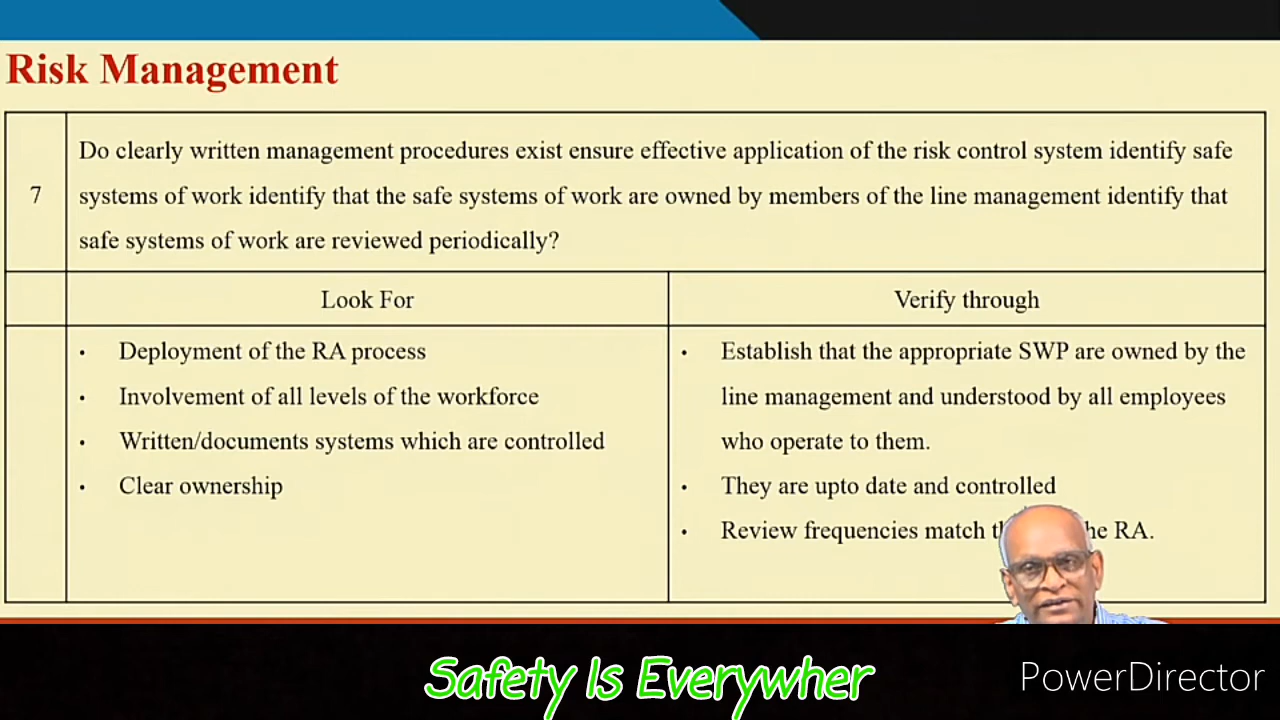 Risk Management
Do clearly written management procedures exist ensure effective application of the risk control system identify safe
7
systems of work identify that the safe systems of work are owned by members of the line management identify that
safe systems of work are reviewed periodically?
Look For
Verify through
• Deployment of the RA process
• Involvement of all levels of the workforce
• Written/documents systems which are controlled
• Clear ownership
• Establish that the appropriate SWP are owned by the
line management and understood by all employees
who operate to them.
• They are upto date and controlled
• Review frequencies match RA.
Safety Is Everywher
PowerDirector